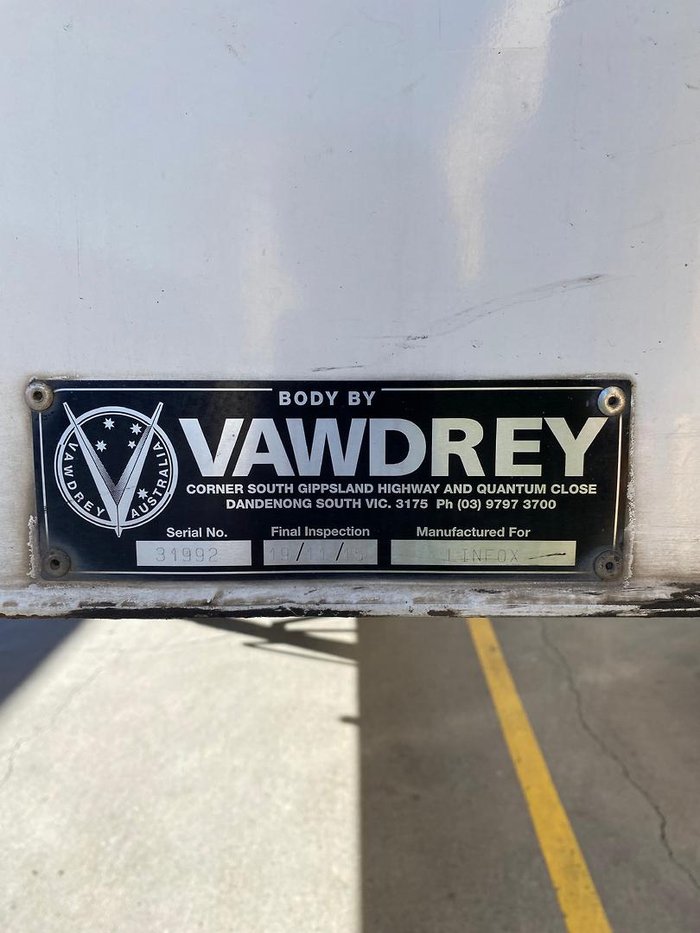 BODY BY
VAWDREY
VAWDREY AUSTRALIA
CORNER SOUTH GIPPSLAND HIGHWAY AND QUANTUM CLOSE
DANDENONG SOUTH VIC. 3175 Ph (03) 9797 3700
Serial No. Final Inspection Manufactured For
31992 LINFOX